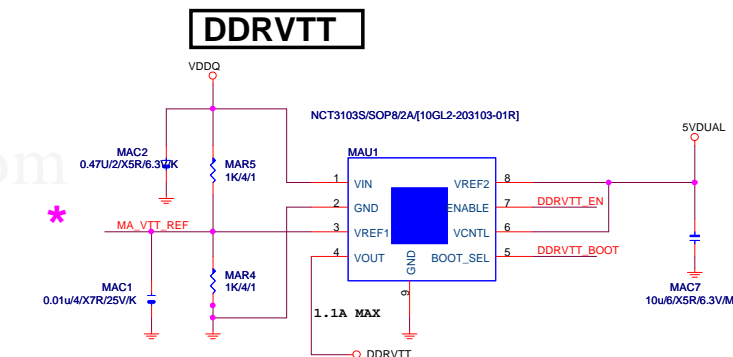 DDRVTT
VDDQ
NCT3103S/SOP8/2A/[10GL2-203103-01R]
5VDUAL
MAC2
0.47U/2/X5R/6.3V/K
MAR5
1K/4/1
MAU1
1 VIN VREF2 8
2 GND ENABLE 7 DDRVTT_EN
* MA_VTT_REF 3 VREF1 VCNTL 6
4 VOUT BOOT_SEL 5 DDRVTT_BOOT
GND
9
MAC1
0.01u/4/X7R/25V/K
MAR4
1K/4/1
MAC7
10u/6/X5R/6.3V/M
1.1A MAX
DDRVTT
om